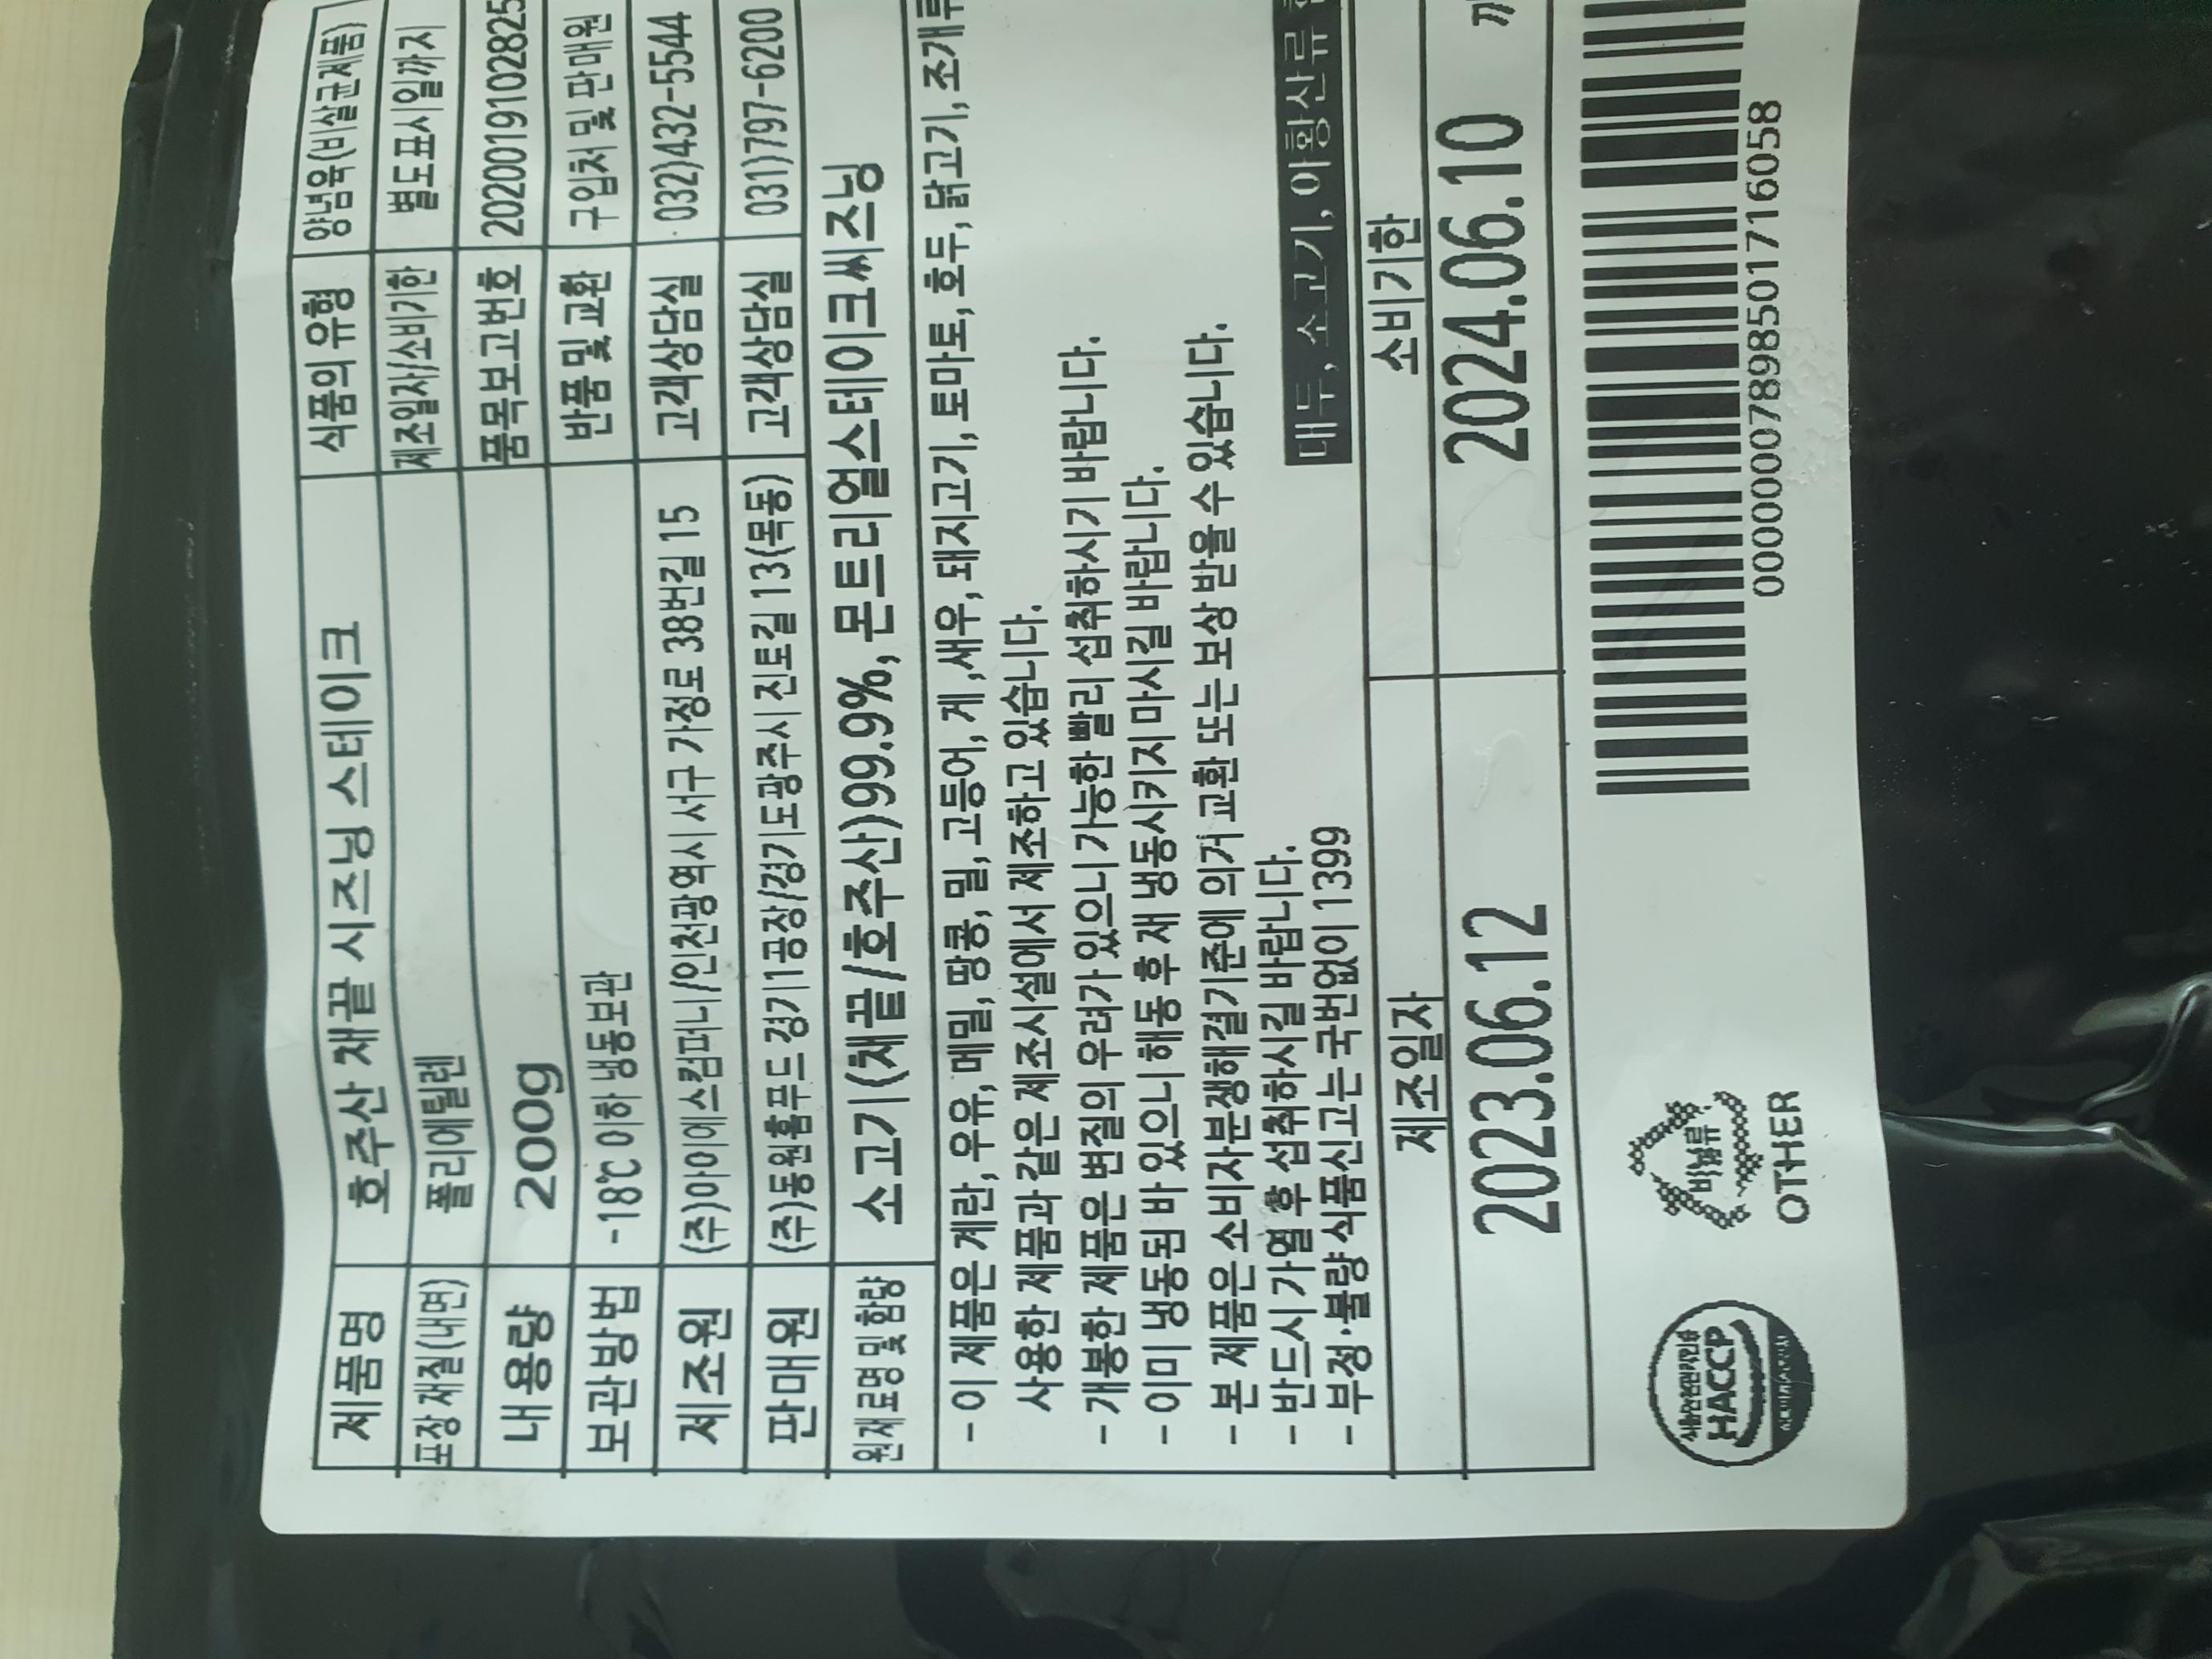 제품명 호주산 채끝 시즈닝 스테이크 식품의 유형 양념육(비살균제품)
포장 재질(내면) 폴리에틸렌 제조일자/소비기한 별도표시일까지
내용량 200g 품목보고번호 2020019102825
보관방법 -18℃ 이하 냉동보관 반품 및 교환 구입처 및 판매원
제조원 (주)아이에스컴퍼니/인천광역시 서구 가정로 38번길 15 고객상담실 032)432-5544
판매원 (주)동원홈푸드 경기1공장/경기도광주시 진토길 13(목동) 고객상담실 031)797-6200
원재료명 및 함량 소고기(채끝/호주산)99.9%, 몬트리얼스테이크씨즈닝
- 이 제품은 계란, 우유, 메밀, 땅콩, 밀, 고등어, 게 ,새우, 돼지고기, 토마토, 호두, 닭고기, 조개류
사용한 제품과 같은 제조시설에서 제조하고 있습니다.
- 개봉한 제품은 변질의 우려가 있으니 가능한 빨리 섭취하시기 바랍니다.
- 이미 냉동된 바 있으니 해동 후 재 냉동시키지 마시길 바랍니다.
- 본 제품은 소비자분쟁해결기준에 의거 교환 또는 보상 받을 수 있습니다.
- 반드시 가열 후 섭취하시길 바랍니다.
- 부정·불량 식품신고는 국번없이 1399
대두, 소고기, 아황산류
제조일자 소비기한
2023.06.12 2024.06.10
HACCP
비닐류
OTHER
0000000789850171605​8